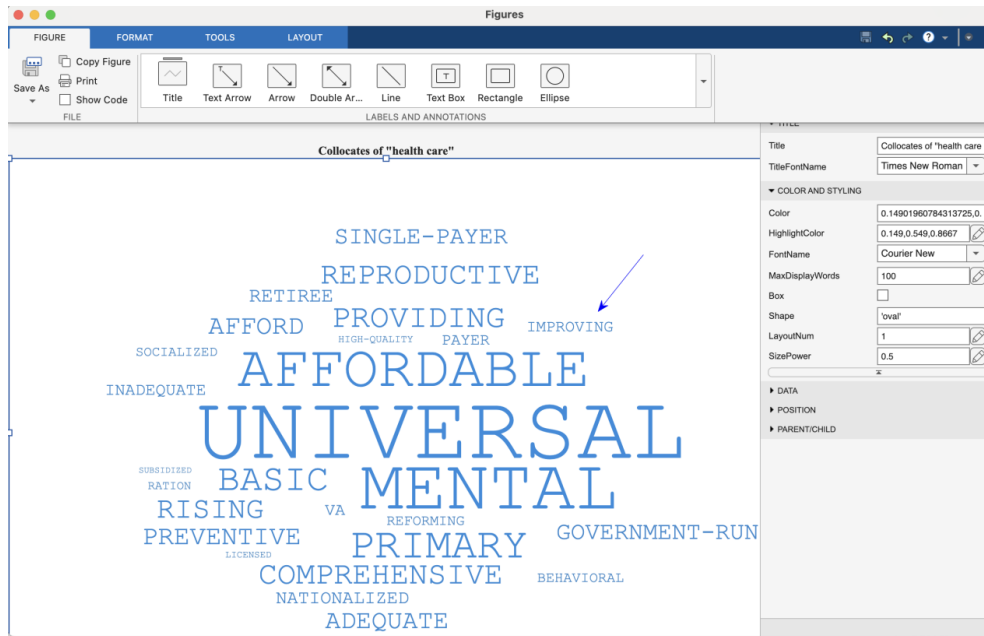 Figures
FIGURE FORMAT TOOLS LAYOUT
?
Save As
Copy Figure
Print
Show Code
FILE
Title Text Arrow Arrow Double Ar... Line Text Box Rectangle Ellipse
T T
LABELS AND ANNOTATIONS
Collocates of "health care"
SINGLE-PAYER
REPRODUCTIVE
RETIREE
PROVIDING
AFFORD
IMPROVING
HIGH-QUALITY
PAYER
SOCIALIZED
AFFORDABLE
INADEQUATE
UNIVERSAL
SUBSIDIZED
BASIC
MENTAL
RATION
RISING
VA
REFORMING
PREVENTIVE
GOVERNMENT-RUN
PRIMARY
LICENSED
COMPREHENSIVE
BEHAVIORAL
NATIONALIZED
ADEQUATE
TITLE
Title Collocates of "health care
TitleFontName Times New Roman
COLOR AND STYLING
Color 0.14901960784313725,0.
HighlightColor 0.149,0.549,0.8667
FontName Courier New
MaxDisplayWords 100
Box
Shape 'oval'
LayoutNum 1
SizePower 0.5
DATA
POSITION
PARENT/CHILD